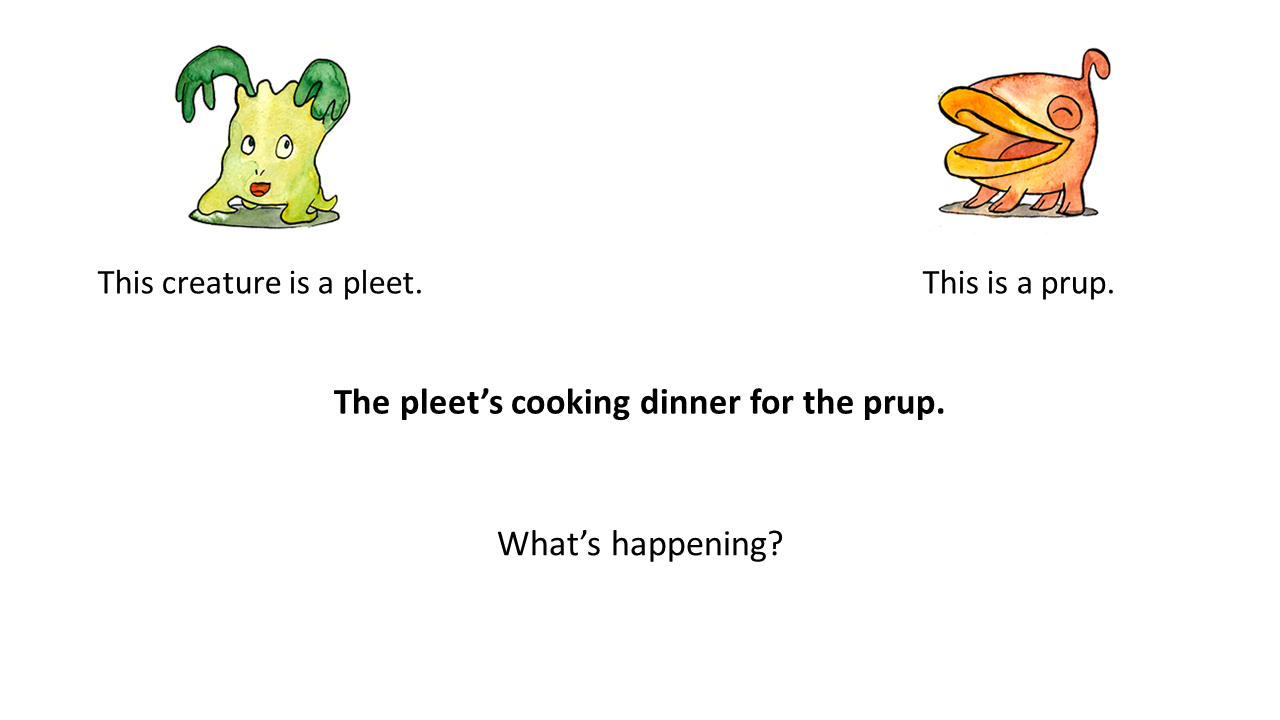 This creature is a pleet.
This is a prup.
The pleet’s cooking dinner for the prup.
What’s happening?